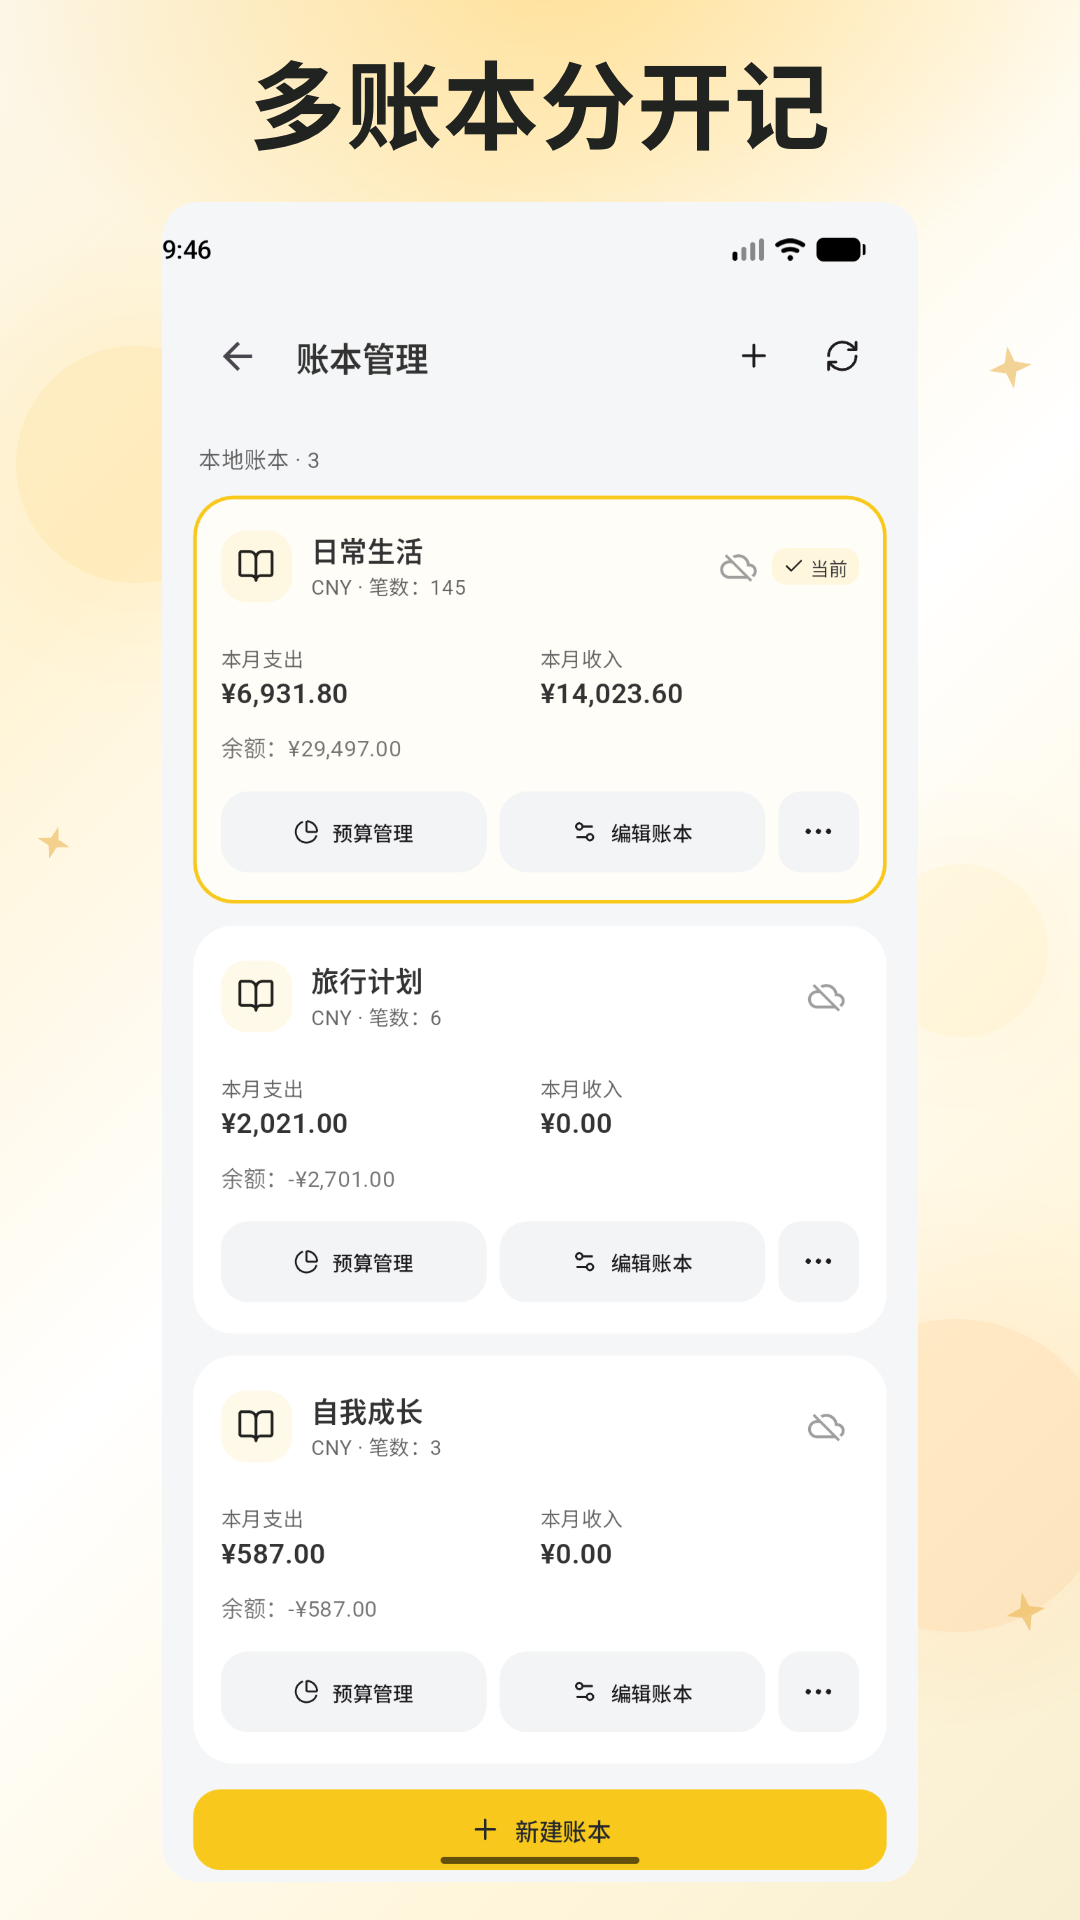 多账本分开记
9:46
账本管理
本地账本 · 3
日常生活
CNY · 笔数：145
当前
本月支出 本月收入
¥6,931.80 ¥14,023.60
余额：¥29,497.00
预算管理 编辑账本
旅行计划
CNY · 笔数：6
本月支出 本月收入
¥2,021.00 ¥0.00
余额：-¥2,701.00
预算管理 编辑账本
自我成长
CNY · 笔数：3
本月支出 本月收入
¥587.00 ¥0.00
余额：-¥587.00
预算管理 编辑账本
新建账本